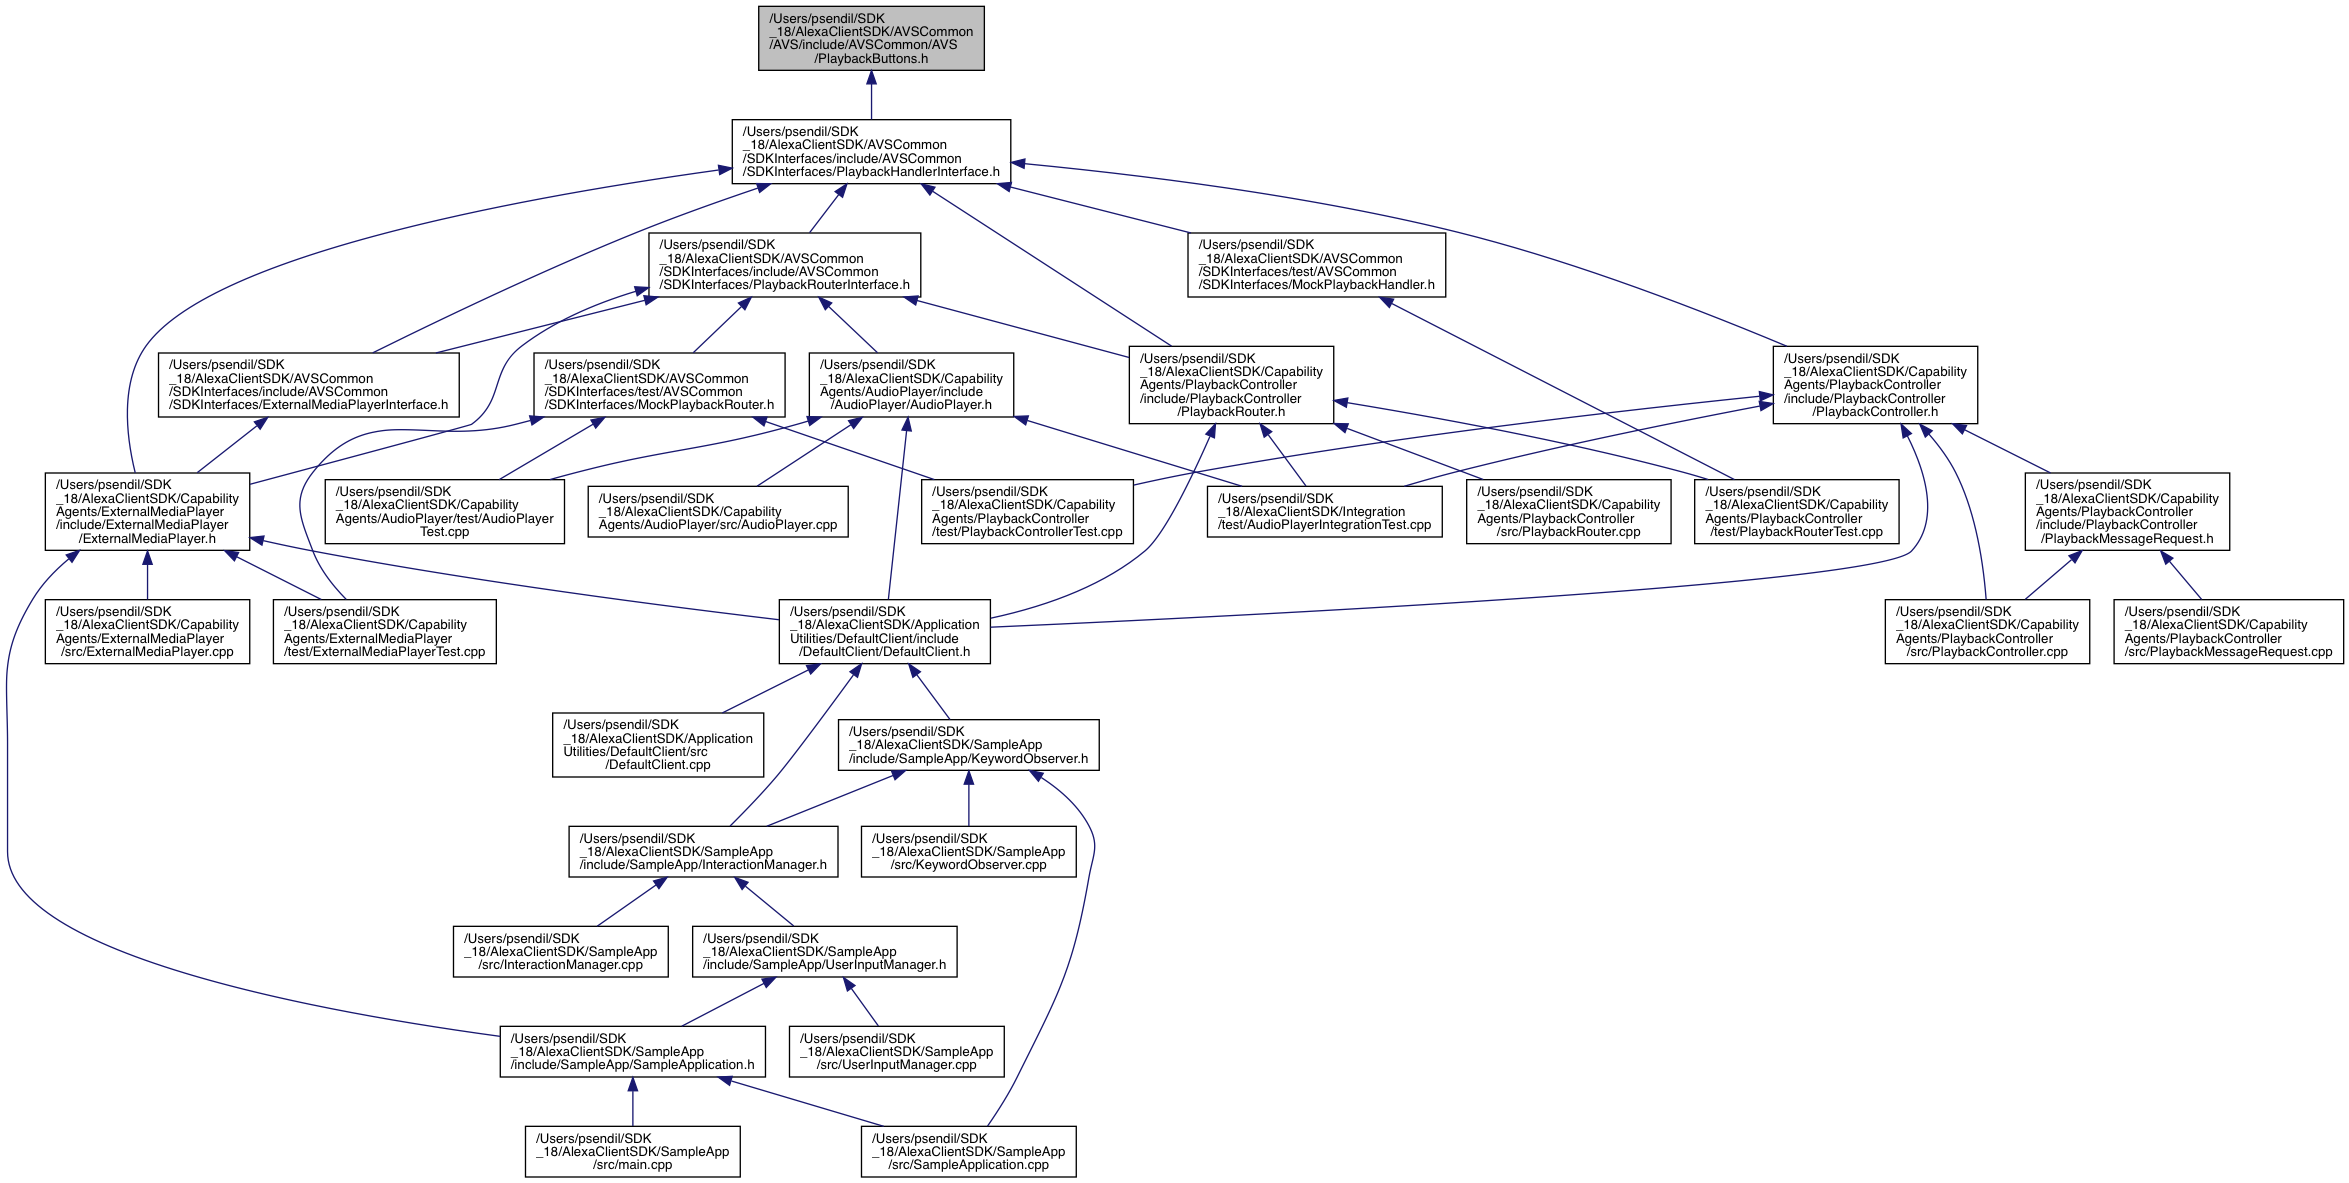 /Users/psendil/SDK
_18/AlexaClientSDK/AVSCommon
/AVS/include/AVSCommon/AVS
/PlaybackButtons.h
/Users/psendil/SDK
_18/AlexaClientSDK/AVSCommon
/SDKInterfaces/include/AVSCommon
/SDKInterfaces/PlaybackHandlerInterface.h
/Users/psendil/SDK
_18/AlexaClientSDK/AVSCommon
/SDKInterfaces/include/AVSCommon
/SDKInterfaces/PlaybackRouterInterface.h
/Users/psendil/SDK
_18/AlexaClientSDK/AVSCommon
/SDKInterfaces/test/AVSCommon
/SDKInterfaces/MockPlaybackHandler.h
/Users/psendil/SDK
_18/AlexaClientSDK/AVSCommon
/SDKInterfaces/include/AVSCommon
/SDKInterfaces/ExternalMediaPlayerInterface.h
/Users/psendil/SDK
_18/AlexaClientSDK/AVSCommon
/SDKInterfaces/test/AVSCommon
/SDKInterfaces/MockPlaybackRouter.h
/Users/psendil/SDK
_18/AlexaClientSDK/Capability
Agents/AudioPlayer/include
/AudioPlayer/AudioPlayer.h
/Users/psendil/SDK
_18/AlexaClientSDK/Capability
Agents/PlaybackController
/include/PlaybackController
/PlaybackRouter.h
/Users/psendil/SDK
_18/AlexaClientSDK/Capability
Agents/PlaybackController
/include/PlaybackController
/PlaybackController.h
/Users/psendil/SDK
_18/AlexaClientSDK/Capability
Agents/ExternalMediaPlayer
/include/ExternalMediaPlayer
/ExternalMediaPlayer.h
/Users/psendil/SDK
_18/AlexaClientSDK/Capability
Agents/AudioPlayer/test/AudioPlayer
Test.cpp
/Users/psendil/SDK
_18/AlexaClientSDK/Capability
Agents/AudioPlayer/src/AudioPlayer.cpp
/Users/psendil/SDK
_18/AlexaClientSDK/Capability
Agents/PlaybackController
/test/PlaybackControllerTest.cpp
/Users/psendil/SDK
_18/AlexaClientSDK/Integration
/test/AudioPlayerIntegrationTest.cpp
/Users/psendil/SDK
_18/AlexaClientSDK/Capability
Agents/PlaybackController
/src/PlaybackRouter.cpp
/Users/psendil/SDK
_18/AlexaClientSDK/Capability
Agents/PlaybackController
/test/PlaybackRouterTest.cpp
/Users/psendil/SDK
_18/AlexaClientSDK/Capability
Agents/PlaybackController
/include/PlaybackController
/PlaybackMessageRequest.h
/Users/psendil/SDK
_18/AlexaClientSDK/Capability
Agents/ExternalMediaPlayer
/src/ExternalMediaPlayer.cpp
/Users/psendil/SDK
_18/AlexaClientSDK/Capability
Agents/ExternalMediaPlayer
/test/ExternalMediaPlayerTest.cpp
/Users/psendil/SDK
_18/AlexaClientSDK/Application
Utilities/DefaultClient/include
/DefaultClient/DefaultClient.h
/Users/psendil/SDK
_18/AlexaClientSDK/Capability
Agents/PlaybackController
/src/PlaybackController.cpp
/Users/psendil/SDK
_18/AlexaClientSDK/Capability
Agents/PlaybackController
/src/PlaybackMessageRequest.cpp
/Users/psendil/SDK
_18/AlexaClientSDK/Application
Utilities/DefaultClient/src
/DefaultClient.cpp
/Users/psendil/SDK
_18/AlexaClientSDK/SampleApp
/include/SampleApp/KeywordObserver.h
/Users/psendil/SDK
_18/AlexaClientSDK/SampleApp
/include/SampleApp/InteractionManager.h
/Users/psendil/SDK
_18/AlexaClientSDK/SampleApp
/src/KeywordObserver.cpp
/Users/psendil/SDK
_18/AlexaClientSDK/SampleApp
/src/InteractionManager.cpp
/Users/psendil/SDK
_18/AlexaClientSDK/SampleApp
/include/SampleApp/UserInputManager.h
/Users/psendil/SDK
_18/AlexaClientSDK/SampleApp
/include/SampleApp/SampleApplication.h
/Users/psendil/SDK
_18/AlexaClientSDK/SampleApp
/src/UserInputManager.cpp
/Users/psendil/SDK
_18/AlexaClientSDK/SampleApp
/src/main.cpp
/Users/psendil/SDK
_18/AlexaClientSDK/SampleApp
/src/SampleApplication.cpp